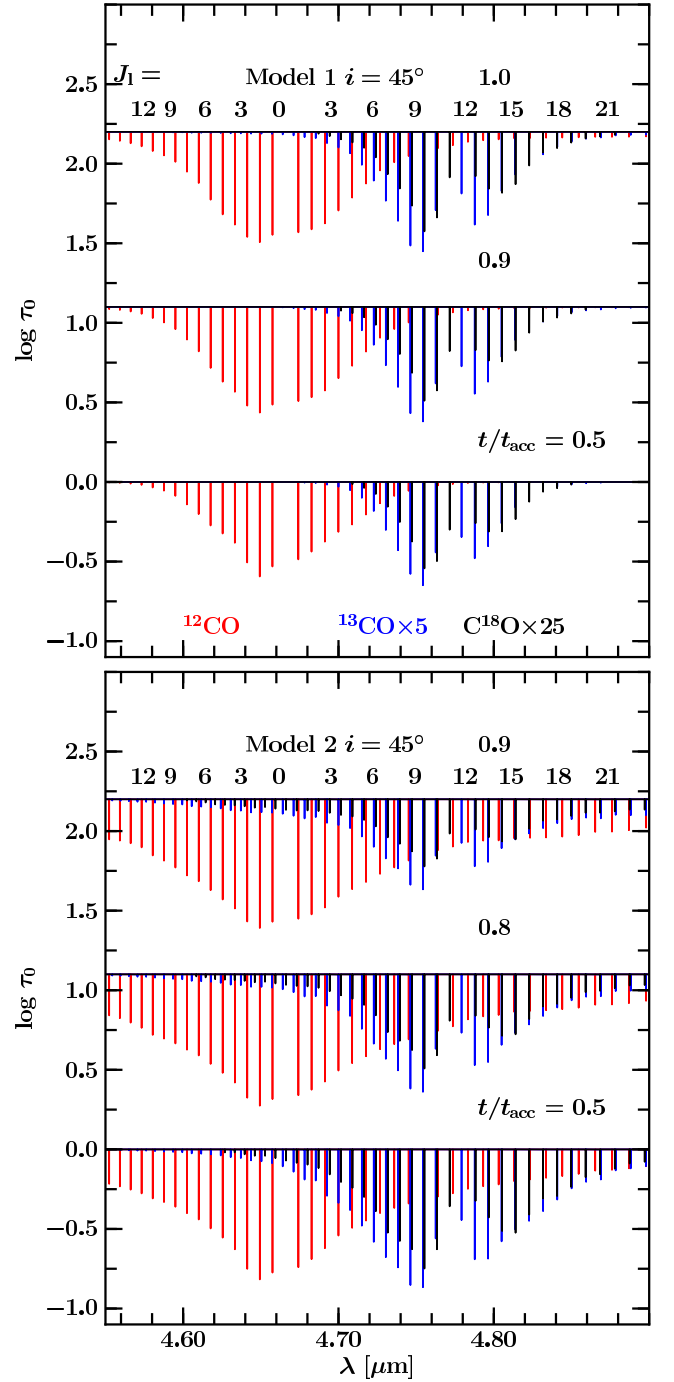 2.5
J₁ =
Model 1 i = 45°
1.0
12 9 6 3 0 3 6 9 12 15 18 21
2.0
1.5
0.9
1.0
log τ₀
0.5
t/tacc = 0.5
0.0
−0.5
¹²CO
¹³CO×5
C¹⁸O×25
−1.0
2.5
Model 2 i = 45°
0.9
12 9 6 3 0 3 6 9 12 15 18 21
2.0
1.5
0.8
1.0
log τ₀
0.5
t/tacc = 0.5
0.0
−0.5
−1.0
4.60 4.70 4.80
λ [μm]